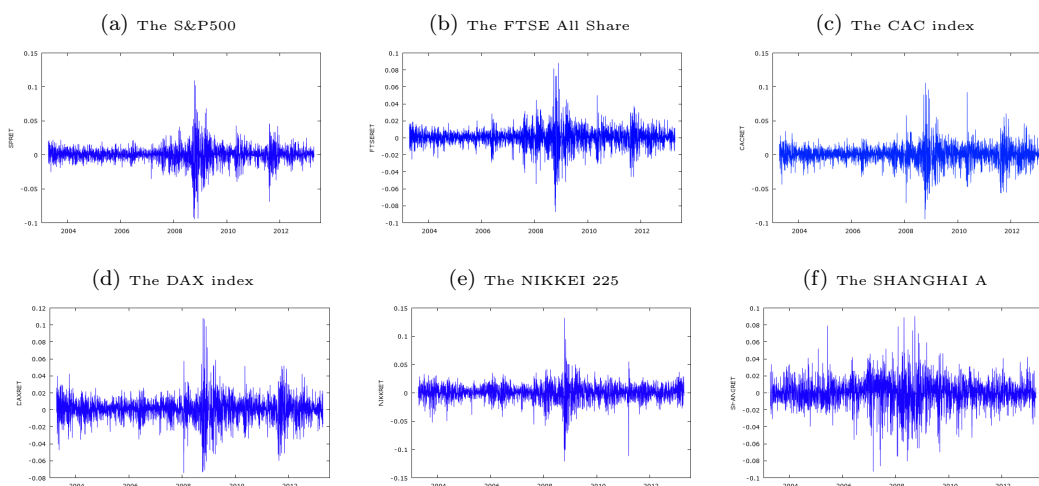 (a) The S&P500
(b) The FTSE All Share
(c) The CAC index
0.15
0.1
0.05
0
-0.05
-0.1
SPRET
2004 2006 2008 2010 2012
0.1
0.08
0.06
0.04
0.02
0
-0.02
-0.04
-0.06
-0.08
-0.1
FTSERET
2004 2006 2008 2010 2012
0.15
0.1
0.05
0
-0.05
-0.1
CACRET
2004 2006 2008 2010 2012
(d) The DAX index
(e) The NIKKEI 225
(f) The SHANGHAI A
0.12
0.1
0.08
0.06
0.04
0.02
0
-0.02
-0.04
-0.06
-0.08
DAXRET
2004 2006 2008 2010 2012
0.15
0.1
0.05
0
-0.05
-0.1
-0.15
NIKKRET
2004 2006 2008 2010 2012
0.1
0.08
0.06
0.04
0.02
0
-0.02
-0.04
-0.06
-0.08
-0.1
SHANGRET
2004 2006 2008 2010 2012